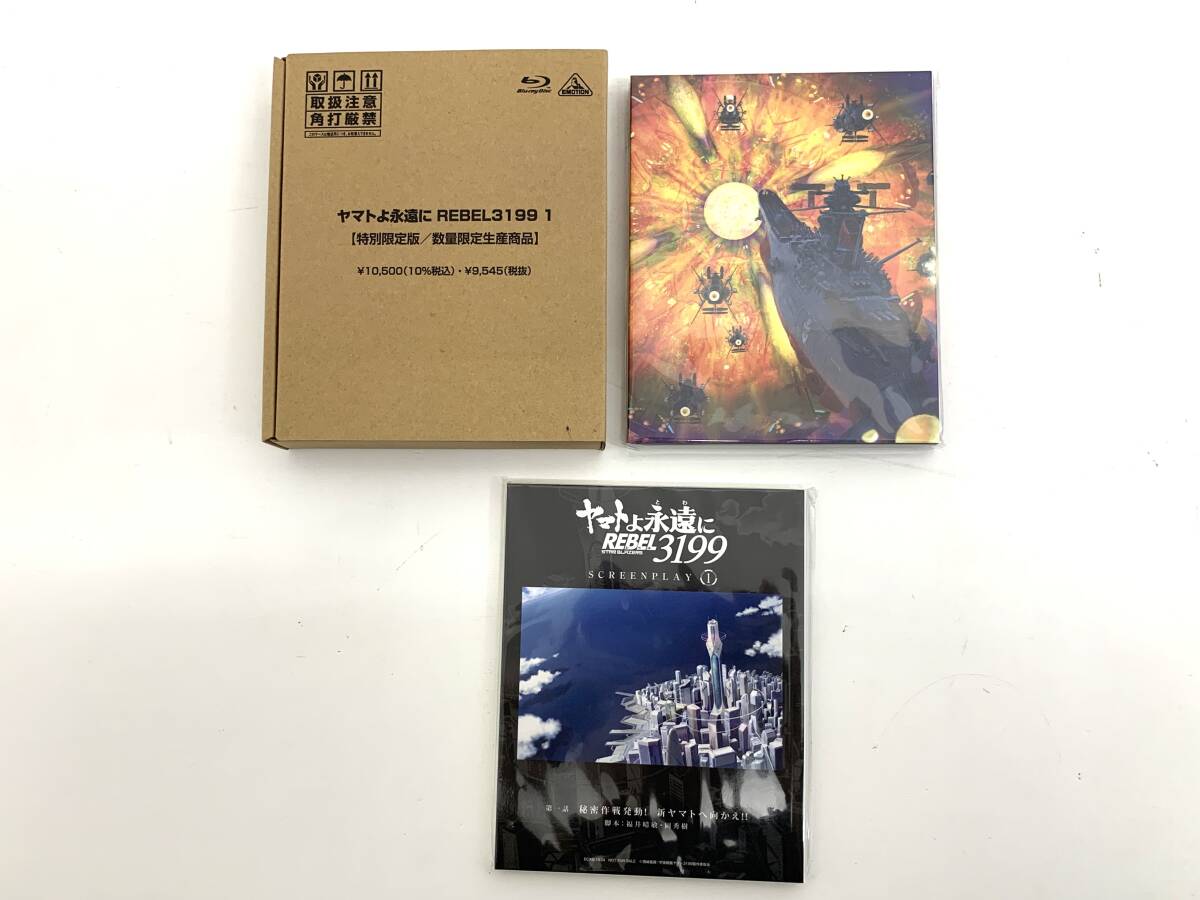 取扱注意
角打厳禁
Blu-ray Disc
EMOTION
ヤマトよ永遠に REBEL3199 1
【特別限定版／数量限定生産商品】
¥10,500(10%税込)・¥9,545(税抜)
ヤマトよ永遠に
とわ
REBEL
3199
STAR BLAZERS
SCREENPLAY I
第一話 秘密作戦発動! 新ヤマトへ向かえ!!
脚本:福井晴敏・岡秀樹